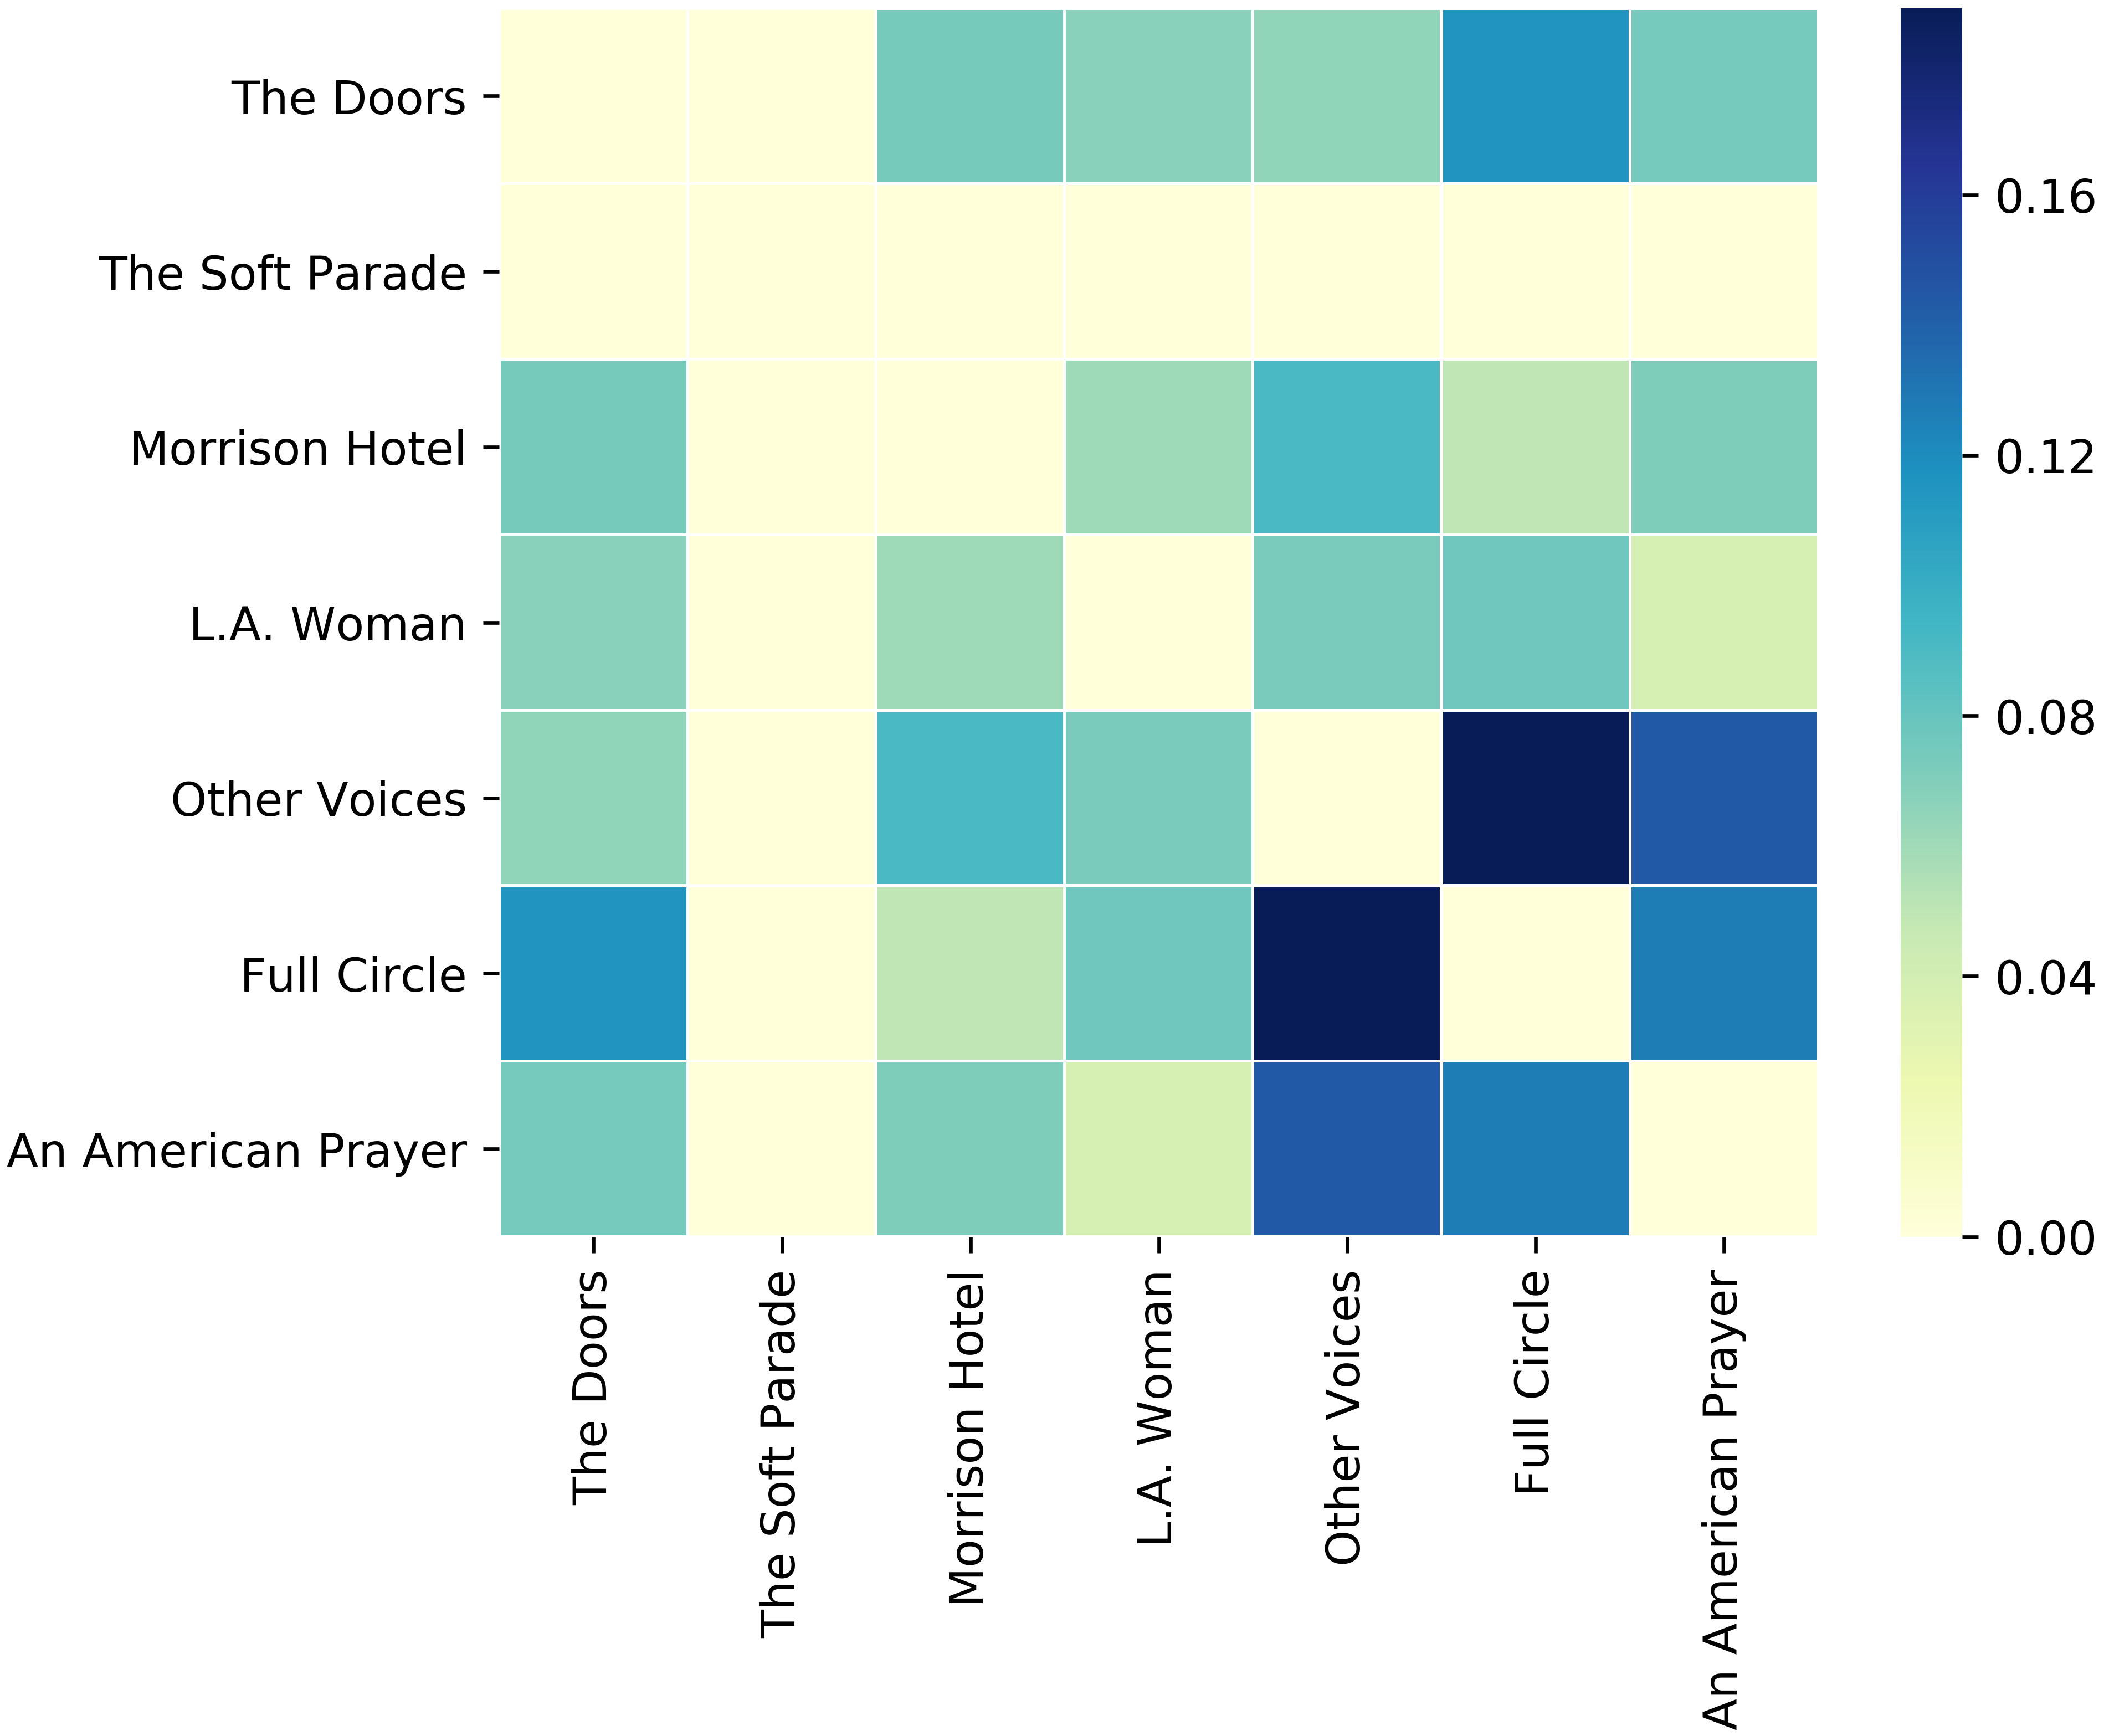 The Doors
The Soft Parade
Morrison Hotel
L.A. Woman
Other Voices
Full Circle
An American Prayer
The Doors
The Soft Parade
Morrison Hotel
L.A. Woman
Other Voices
Full Circle
An American Prayer
0.16
0.12
0.08
0.04
0.00